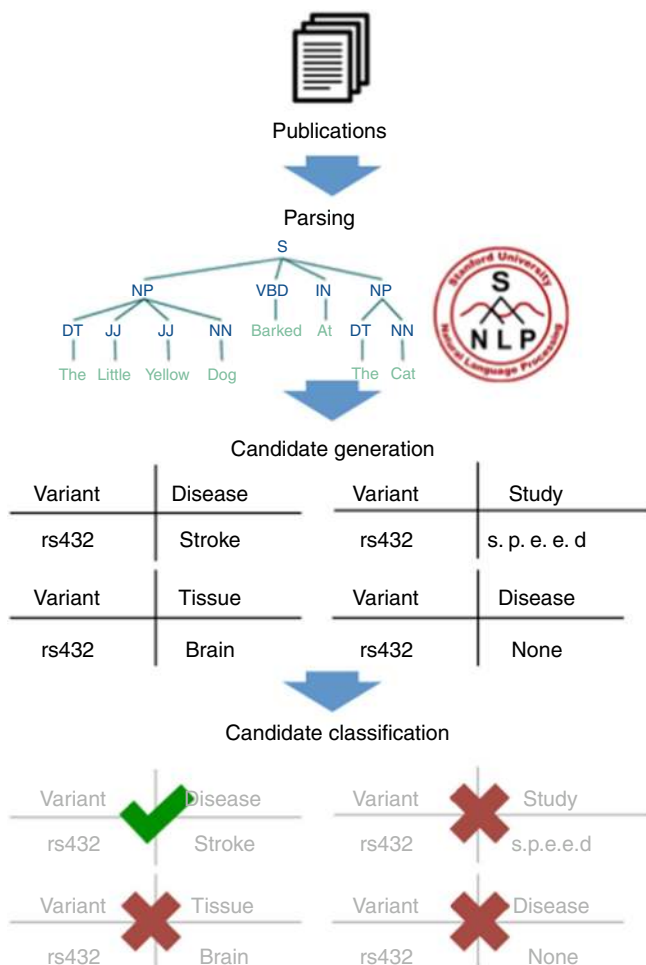 Publications
Parsing
S
NP VBD IN NP
DT JJ JJ NN Barked At DT NN
The Little Yellow Dog The Cat
Stanford University
S
NLP
Natural Language Processing
Candidate generation
Variant Disease Variant Study
rs432 Stroke rs432 s. p. e. e. d
Variant Tissue Variant Disease
rs432 Brain rs432 None
Candidate classification
Variant Disease Variant Study
rs432 Stroke rs432 s.p.e.e.d
Variant Tissue Variant Disease
rs432 Brain rs432 None